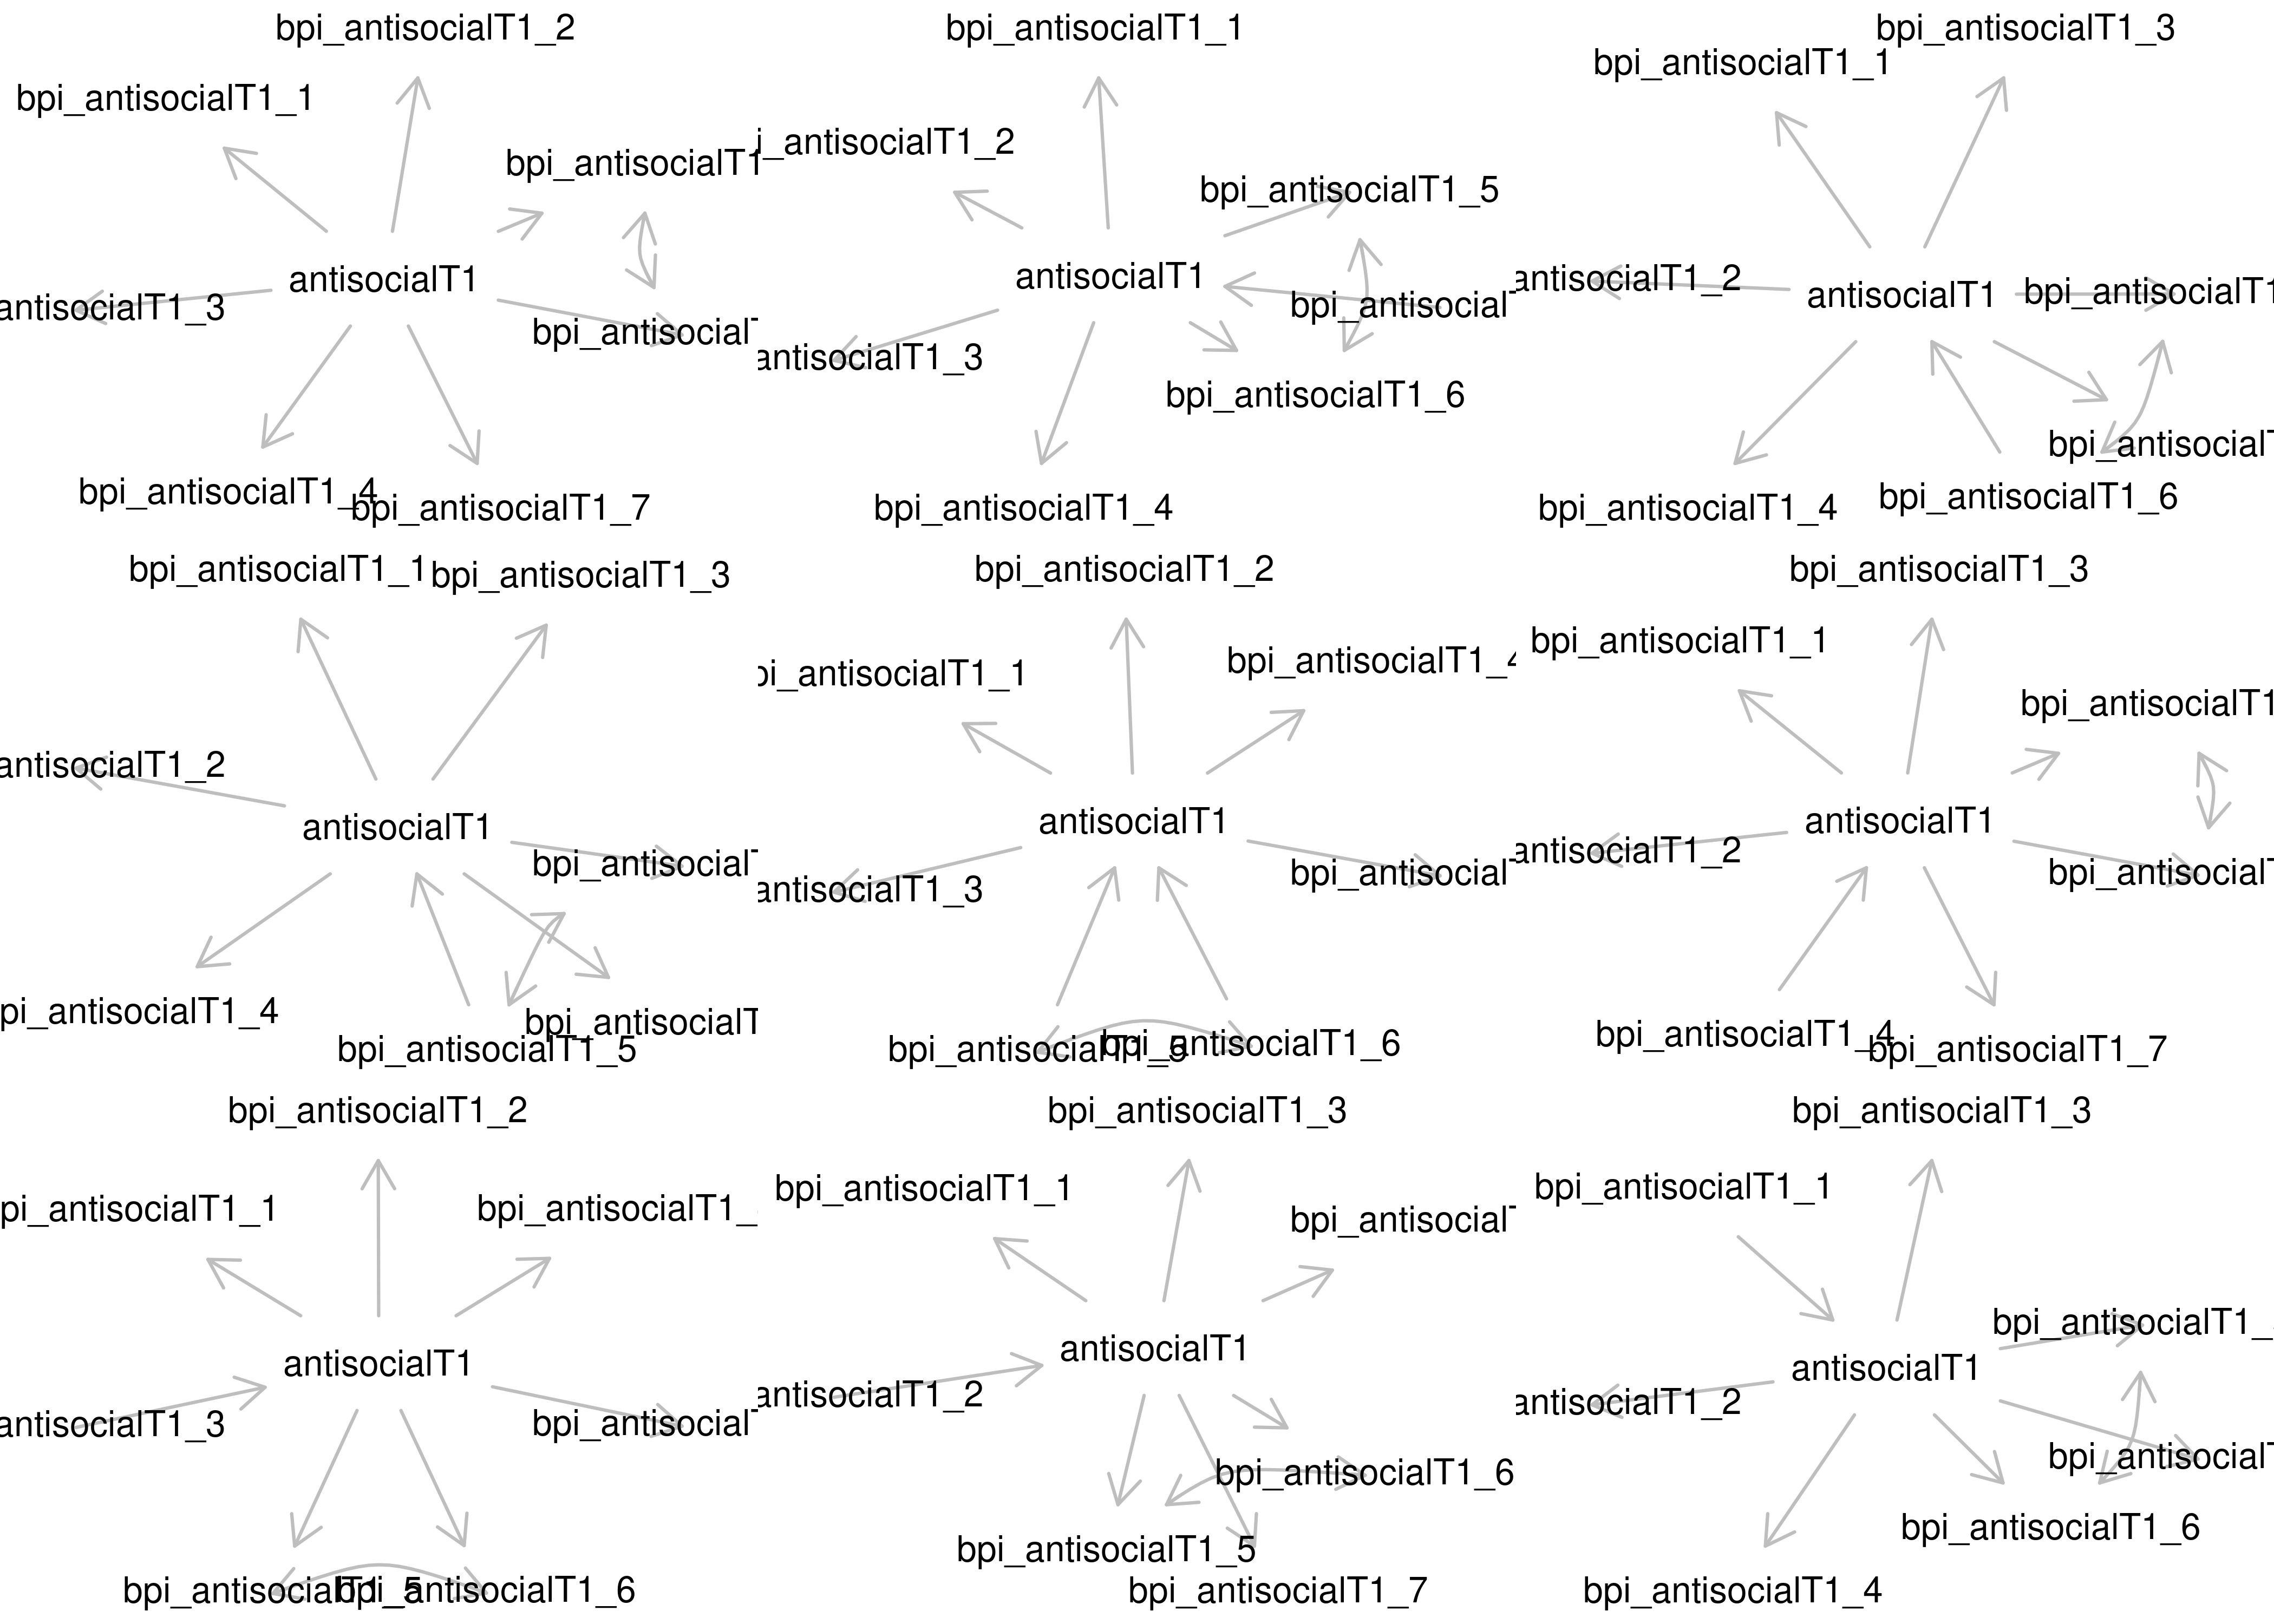 bpi_antisocialT1_2
bpi_antisocialT1_1
bpi_antisocialT1
antisocialT1
antisocialT1_3
bpi_antisocial
bpi_antisocialT1_4
bpi_antisocialT1_7
bpi_antisocialT1_1
i_antisocialT1_2
bpi_antisocialT1_5
antisocialT1
bpi_antisocial
antisocialT1_3
bpi_antisocialT1_6
bpi_antisocialT1_4
bpi_antisocialT1_3
bpi_antisocialT1_1
antisocialT1_2
antisocialT1
bpi_antisocialT1
bpi_antisocial
bpi_antisocialT1_6
bpi_antisocialT1_4
bpi_antisocialT1_1
bpi_antisocialT1_3
antisocialT1_2
antisocialT1
bpi_antisocial
pi_antisocialT1_4
bpi_antisocialT
bpi_antisocialT1_5
bpi_antisocialT1_2
bpi_antisocialT1_4
pi_antisocialT1_1
antisocialT1
bpi_antisocial
antisocialT1_3
bpi_antisocialT1_5
bpi_antisocialT1_6
bpi_antisocialT1_3
bpi_antisocialT1_1
bpi_antisocialT1
antisocialT1
antisocialT1_2
bpi_antisocial
bpi_antisocialT1_4
bpi_antisocialT1_7
bpi_antisocialT1_2
pi_antisocialT1_1
bpi_antisocialT1_
antisocialT1
antisocialT1_3
bpi_antisocial
bpi_antisocialT1_5
bpi_antisocialT1_6
bpi_antisocialT1_3
bpi_antisocialT1_1
bpi_antisocial
antisocialT1
antisocialT1_2
bpi_antisocialT1_6
bpi_antisocialT1_5
bpi_antisocialT1_7
bpi_antisocialT1_3
bpi_antisocialT1_1
bpi_antisocialT1_
antisocialT1
antisocialT1_2
bpi_antisocial
bpi_antisocialT1_6
bpi_antisocialT1_4